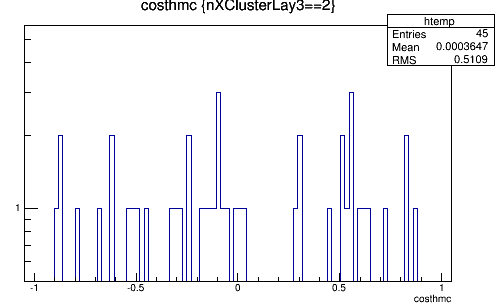 costhmc {nXClusterLay3==2}
htemp
Entries 45
Mean 0.0003647
RMS 0.5109
1
-1 -0.5 0 0.5 1
costhmc